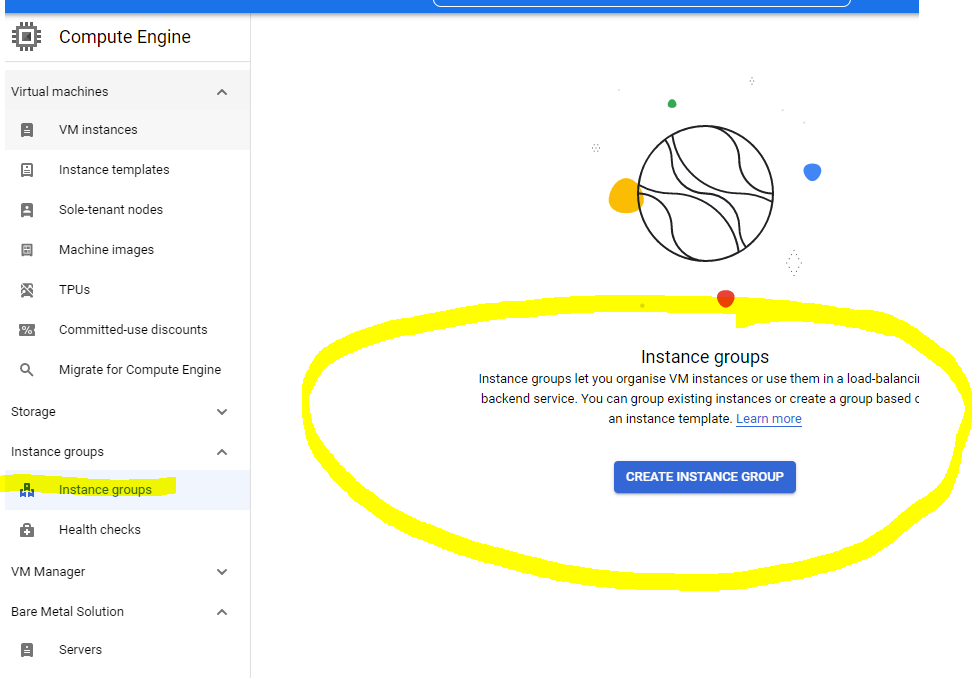 Compute Engine
Virtual machines
VM instances
Instance templates
Sole-tenant nodes
Machine images
TPUs
Committed-use discounts
Migrate for Compute Engine
Storage
Instance groups
Instance groups
Health checks
VM Manager
Bare Metal Solution
Servers
Instance groups
Instance groups let you organise VM instances or use them in a load-balancin
backend service. You can group existing instances or create a group based
an instance template. Learn more
CREATE INSTANCE GROUP